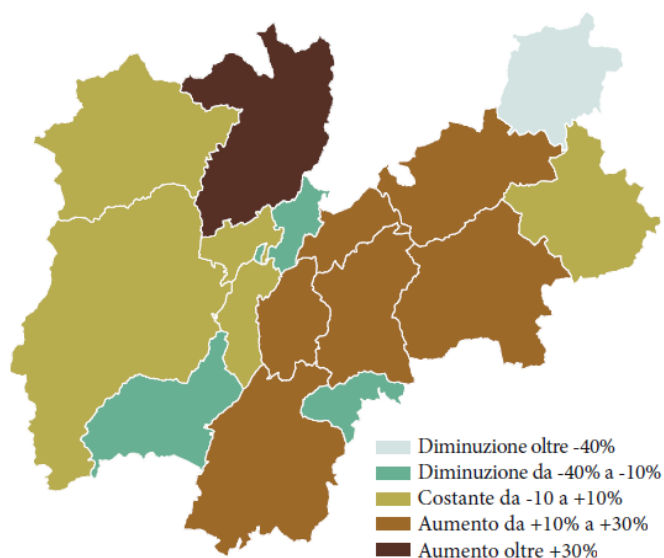 Diminuzione oltre -40%
Diminuzione da -40% a -10%
Costante da -10 a +10%
Aumento da +10% a +30%
Aumento oltre +30%